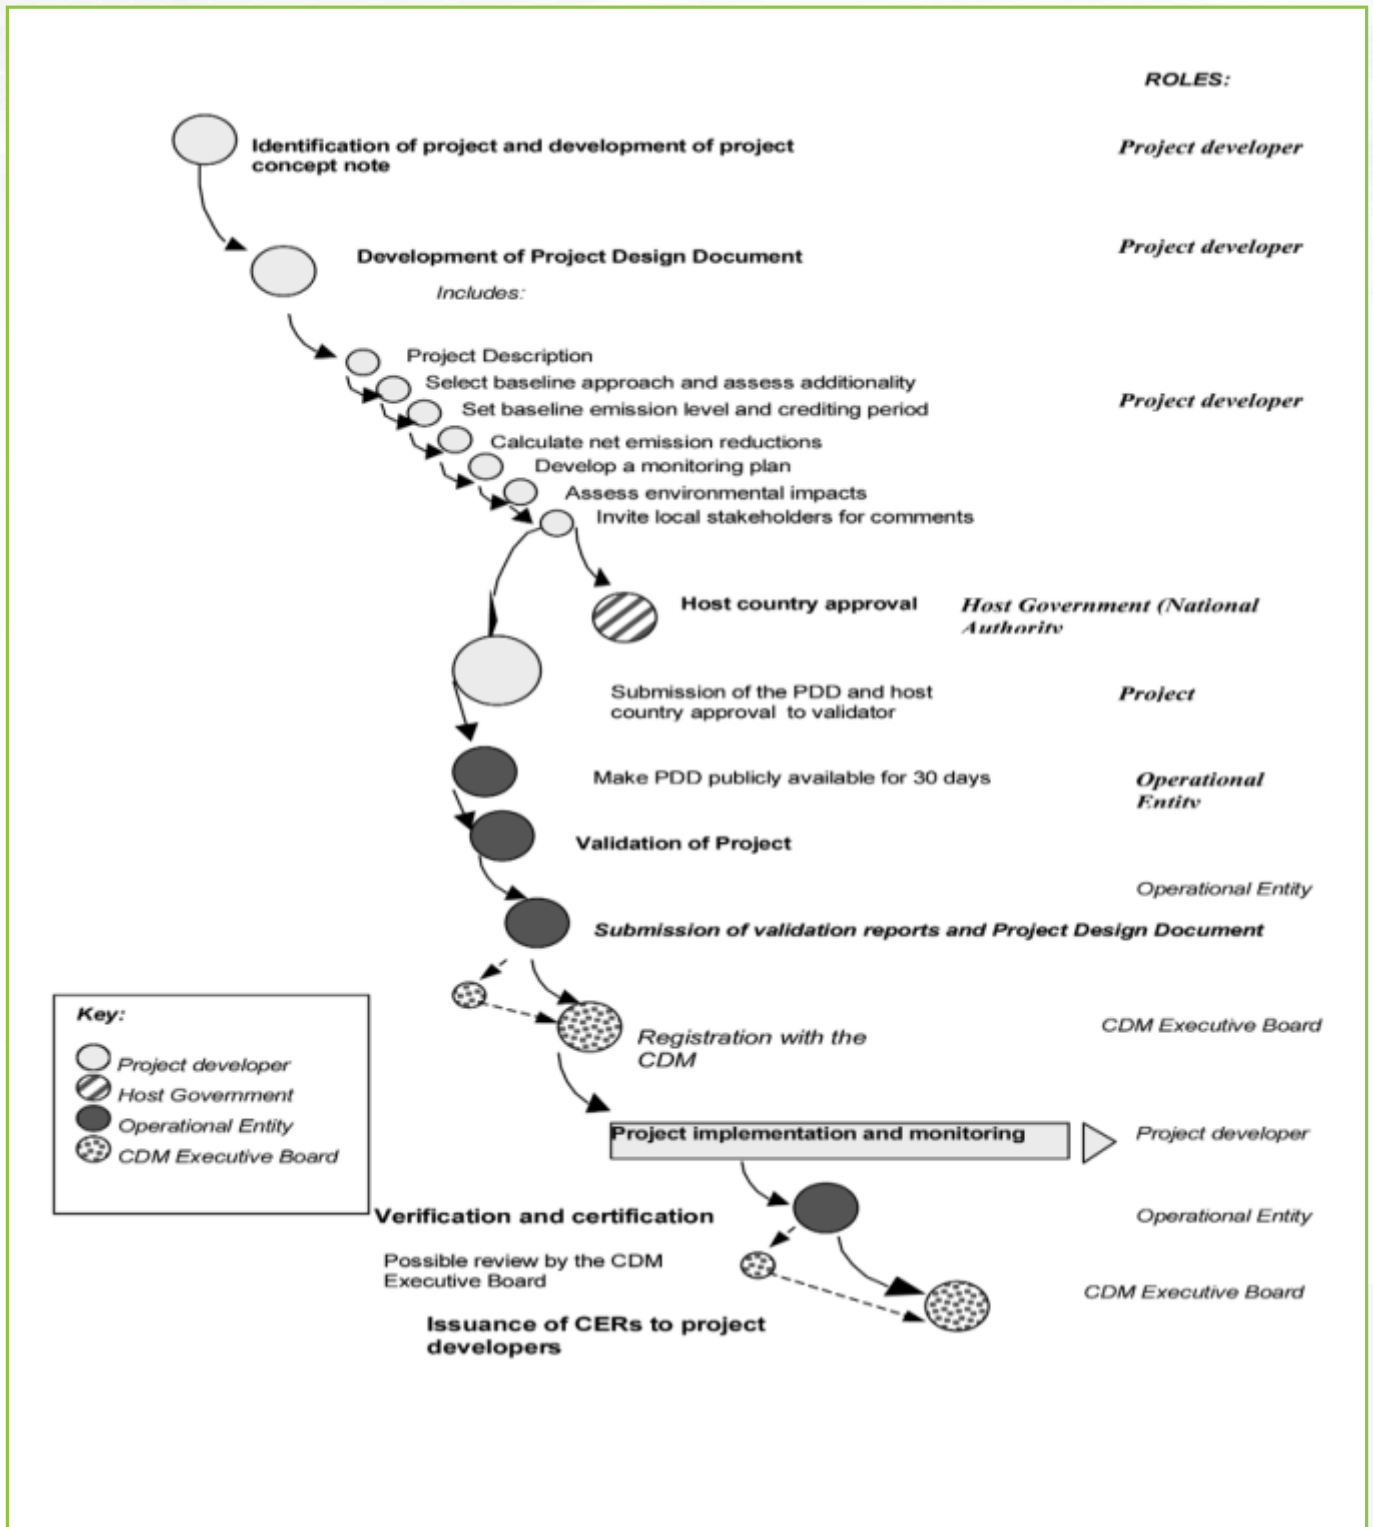 ROLES:
Identification of project and development of project
concept note
Project developer
Development of Project Design Document
Project developer
Includes:
Project Description
Select baseline approach and assess additionality
Set baseline emission level and crediting period
Project developer
Calculate net emission reductions
Develop a monitoring plan
Assess environmental impacts
Invite local stakeholders for comments
Host country approval
Host Government (National
Authority
Submission of the PDD and host
country approval to validator
Project
Make PDD publicly available for 30 days
Operational
Entity
Validation of Project
Operational Entity
Submission of validation reports and Project Design Document
Key:
Project developer
Host Government
Operational Entity
CDM Executive Board
Registration with the
CDM
CDM Executive Board
Project implementation and monitoring
Project developer
Verification and certification
Operational Entity
Possible review by the CDM
Executive Board
CDM Executive Board
Issuance of CERs to project
developers